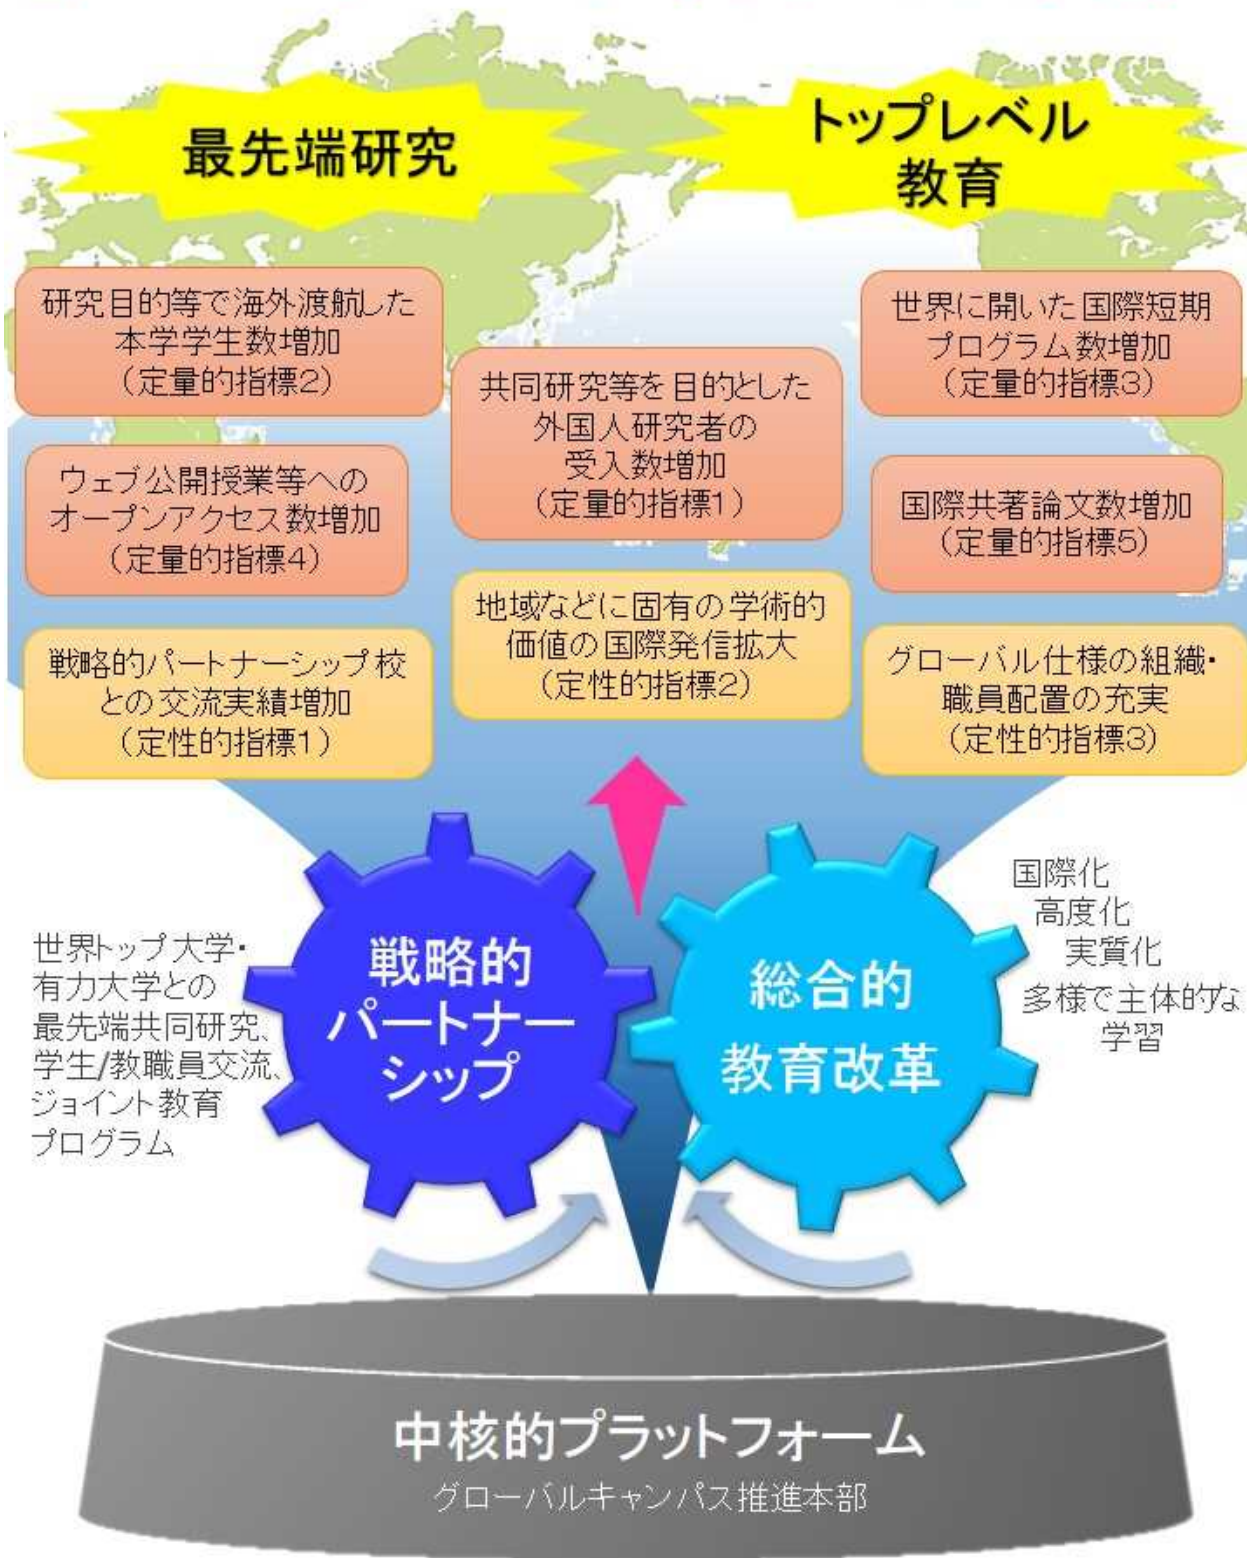 最先端研究
トップレベル
教育
研究目的等で海外渡航した
本学学生数増加
（定量的指標2）
共同研究等を目的とした
外国人研究者の
受入数増加
（定量的指標1）
世界に開いた国際短期
プログラム数増加
（定量的指標3）
ウェブ公開授業等への
オープンアクセス数増加
（定量的指標4）
国際共著論文数増加
（定量的指標5）
戦略的パートナーシップ校
との交流実績増加
（定性的指標1）
地域などに固有の学術的
価値の国際発信拡大
（定性的指標2）
グローバル仕様の組織・
職員配置の充実
（定性的指標3）
世界トップ大学・
有力大学との
最先端共同研究、
学生/教職員交流、
ジョイント教育
プログラム
戦略的
パートナー
シップ
総合的
教育改革
国際化
高度化
実質化
多様で主体的な
学習
中核的プラットフォーム
グローバルキャンパス推進本部